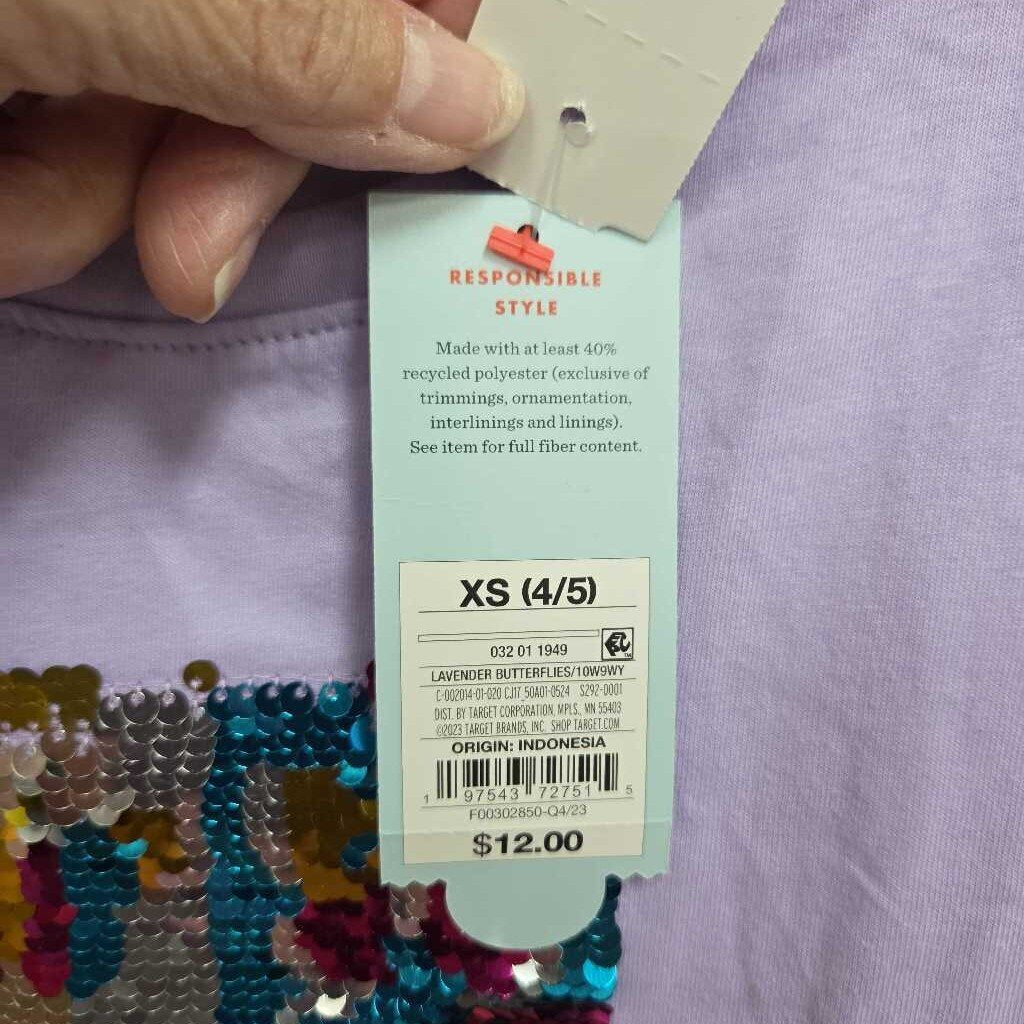 RESPONSIBLE
STYLE
Made with at least 40%
recycled polyester (exclusive of
trimmings, ornamentation,
interlinings and linings).
See item for full fiber content.
XS (4/5)
032 01 1949
LAVENDER BUTTERFLIES/10W9WY
C-002014-01-020 CJ17_50A01-0524 S292-0001
DIST. BY TARGET CORPORATION, MPLS., MN 55403
©2023 TARGET BRANDS, INC. SHOP TARGET.COM
ORIGIN: INDONESIA
1 97543 72751 5
F00302850-Q4/23
$12.00